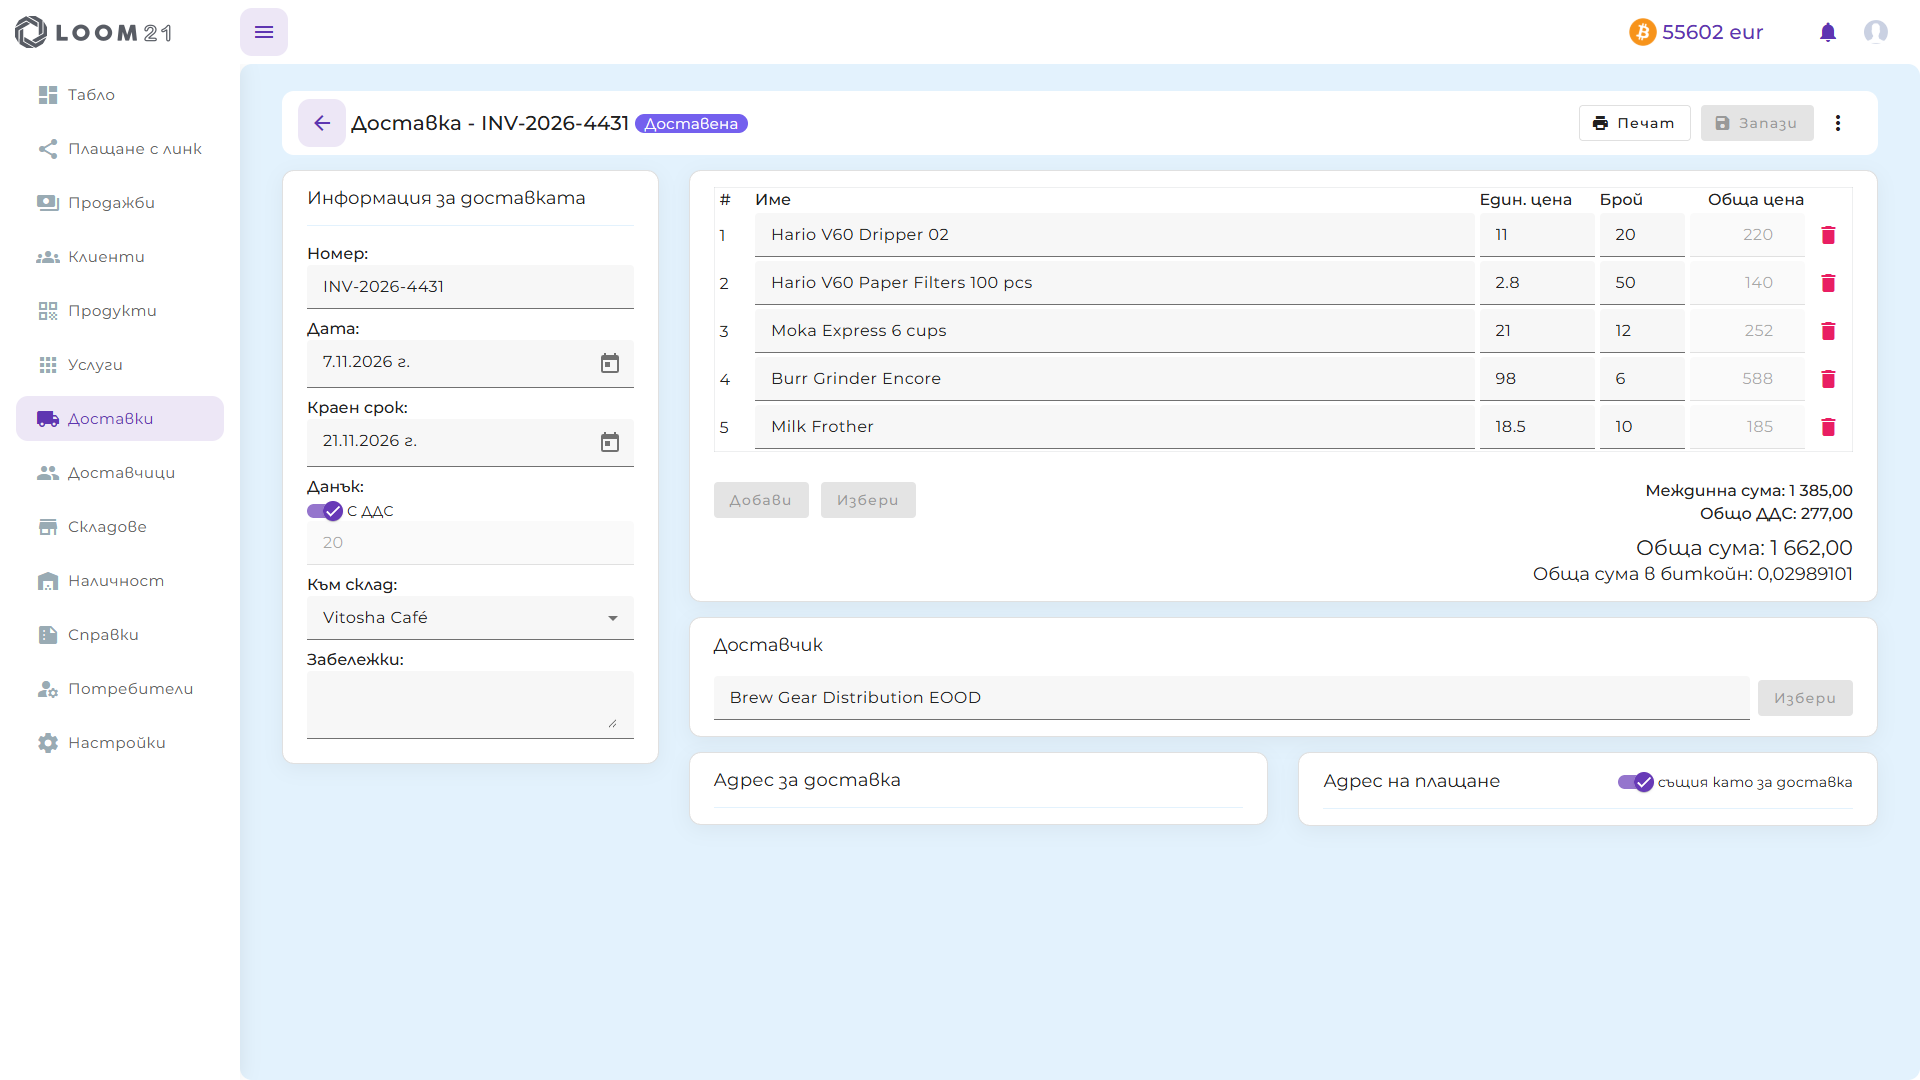 LOOM21
55602 eur
Табло
Плащане с линк
Продажби
Клиенти
Продукти
Услуги
Доставки
Доставчици
Складове
Наличност
Справки
Потребители
Настройки
Доставка - INV-2026-4431 Доставена
Печат
Запази
Информация за доставката
Номер:
INV-2026-4431
Дата:
7.11.2026 г.
Краен срок:
21.11.2026 г.
Данък:
С ДДС
20
Към склад:
Vitosha Café
Забележки:
# Име Един. цена Брой Обща цена
1 Hario V60 Dripper 02 11 20 220
2 Hario V60 Paper Filters 100 pcs 2.8 50 140
3 Moka Express 6 cups 21 12 252
4 Burr Grinder Encore 98 6 588
5 Milk Frother 18.5 10 185
Добави Избери
Междинна сума: 1 385,00
Общо ДДС: 277,00
Обща сума: 1 662,00
Обща сума в биткойн: 0,02989101
Доставчик
Brew Gear Distribution EOOD
Избери
Адрес за доставка
Адрес на плащане
същия като за доставка